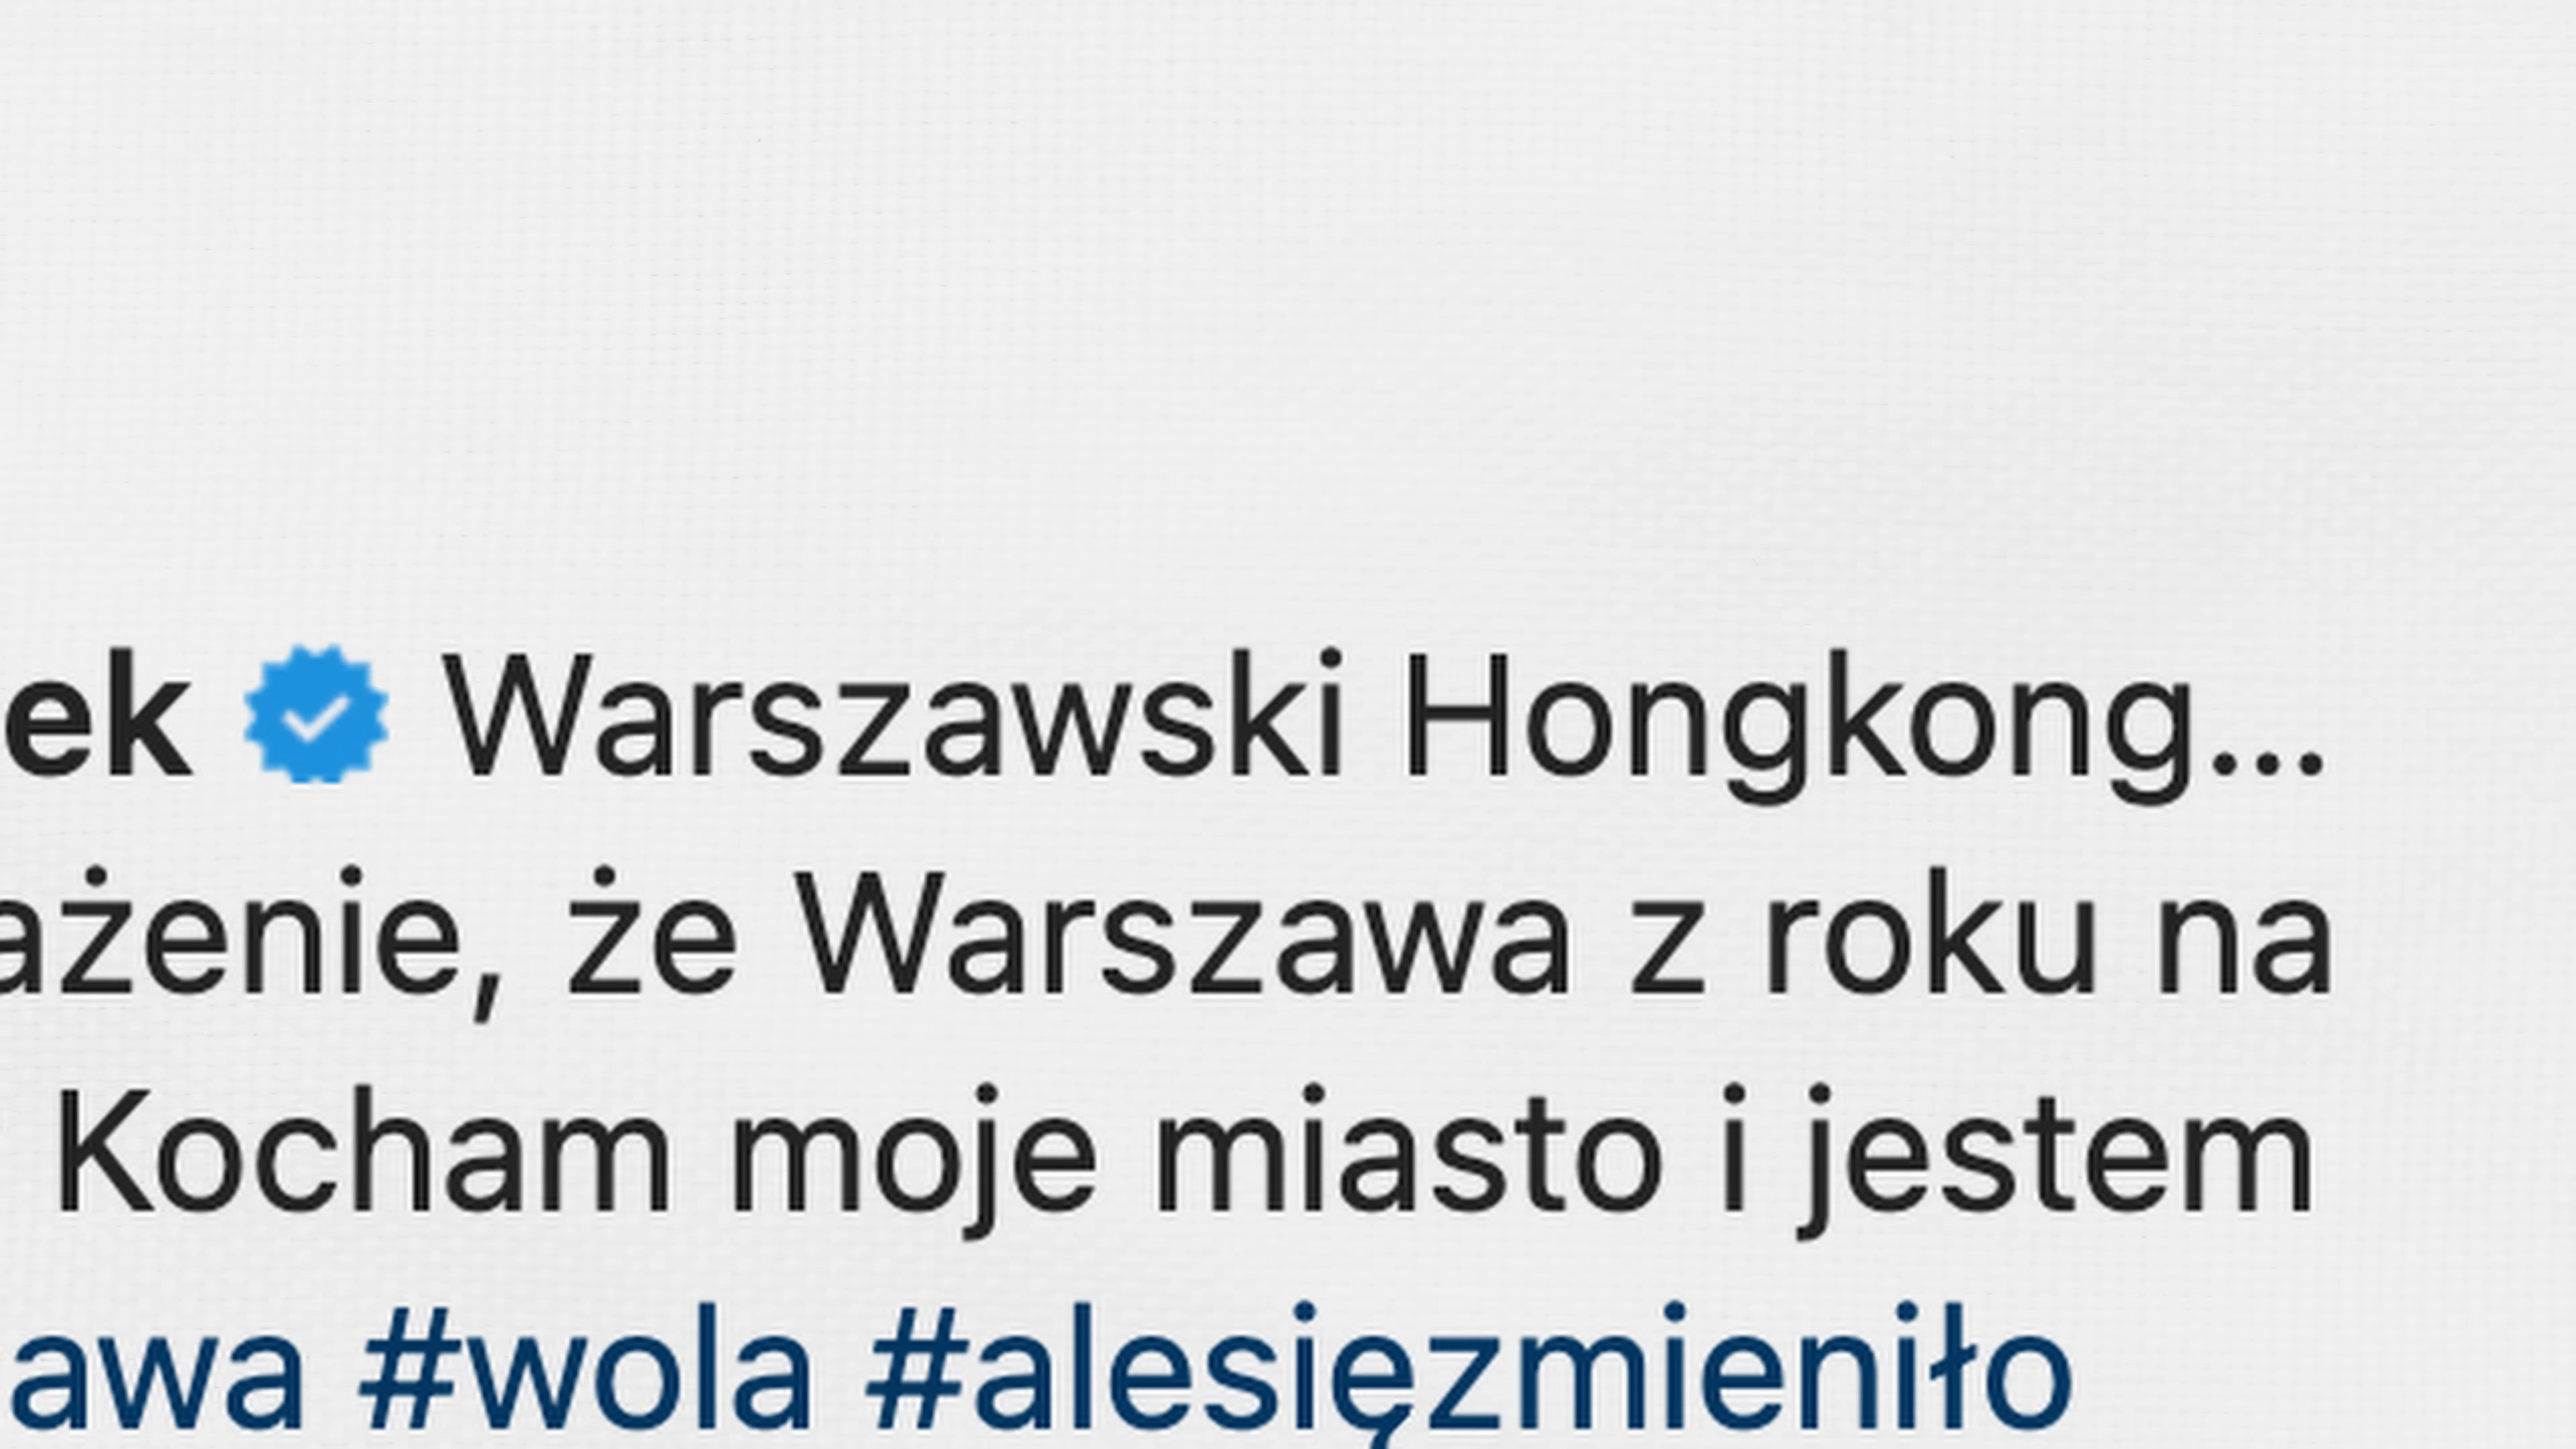 ek Warszawski Hongkong...
ażenie, że Warszawa z roku na
Kocham moje miasto i jestem
awa #wola #alesięzmieniło